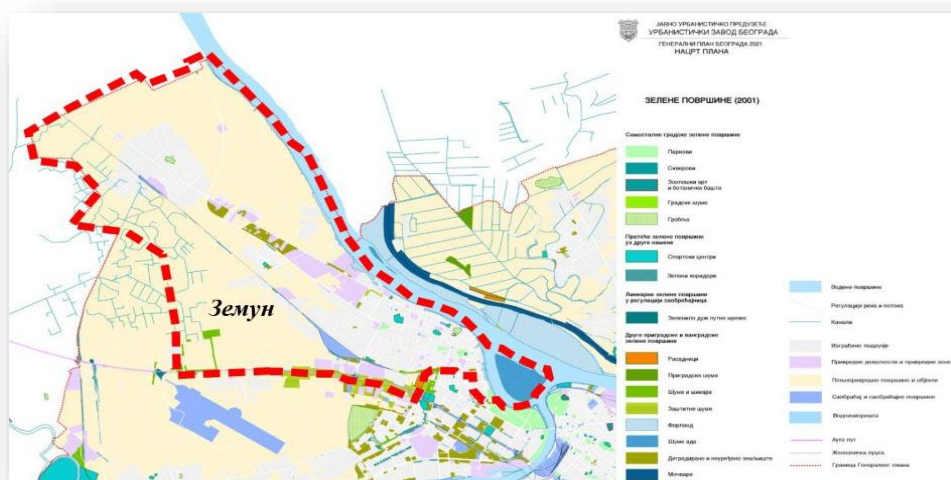 ЈАВНО УРБАНИСТИЧКО ПРЕДУЗЕЋЕ
УРБАНИСТИЧКИ ЗАВОД БЕОГРАДА
ГЕНЕРАЛНИ ПЛАН БЕОГРАДА 2021
НАЦРТ ПЛАНА
ЗЕЛЕНЕ ПОВРШИНЕ (2001)
Самосталне градске зелене површине
Паркови
Скверови
Зоолошки врт
и ботаничка башта
Градске шуме
Гробља
Пратеће зелене површине
уз друге намене
Спортски центри
Зелени коридори
Линеарне зелене површине
у регулацији саобраћајница
Зеленило дуж путне мреже
Друге приградске и ванградске
зелене површине
Расадници
Приградске шуме
Шуме и шикаре
Заштитне шуме
Форланд
Шуме ада
Деградирано и неуређено земљиште
Мочваре
Водене површине
Регулације река и потока
Канали
Изграђено подручје
Привредне делатности и привредне зоне
Пољопривредне површине и објекти
Саобраћај и саобраћајне површине
Водоизворишта
Ауто пут
Железничка пруга
Граница Генералног плана
Земун